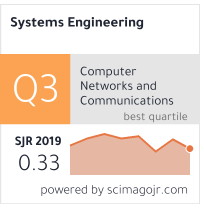 Systems Engineering
Q3
Computer
Networks and
Communications
best quartile
SJR 2019
0.33
powered by scimagojr.com